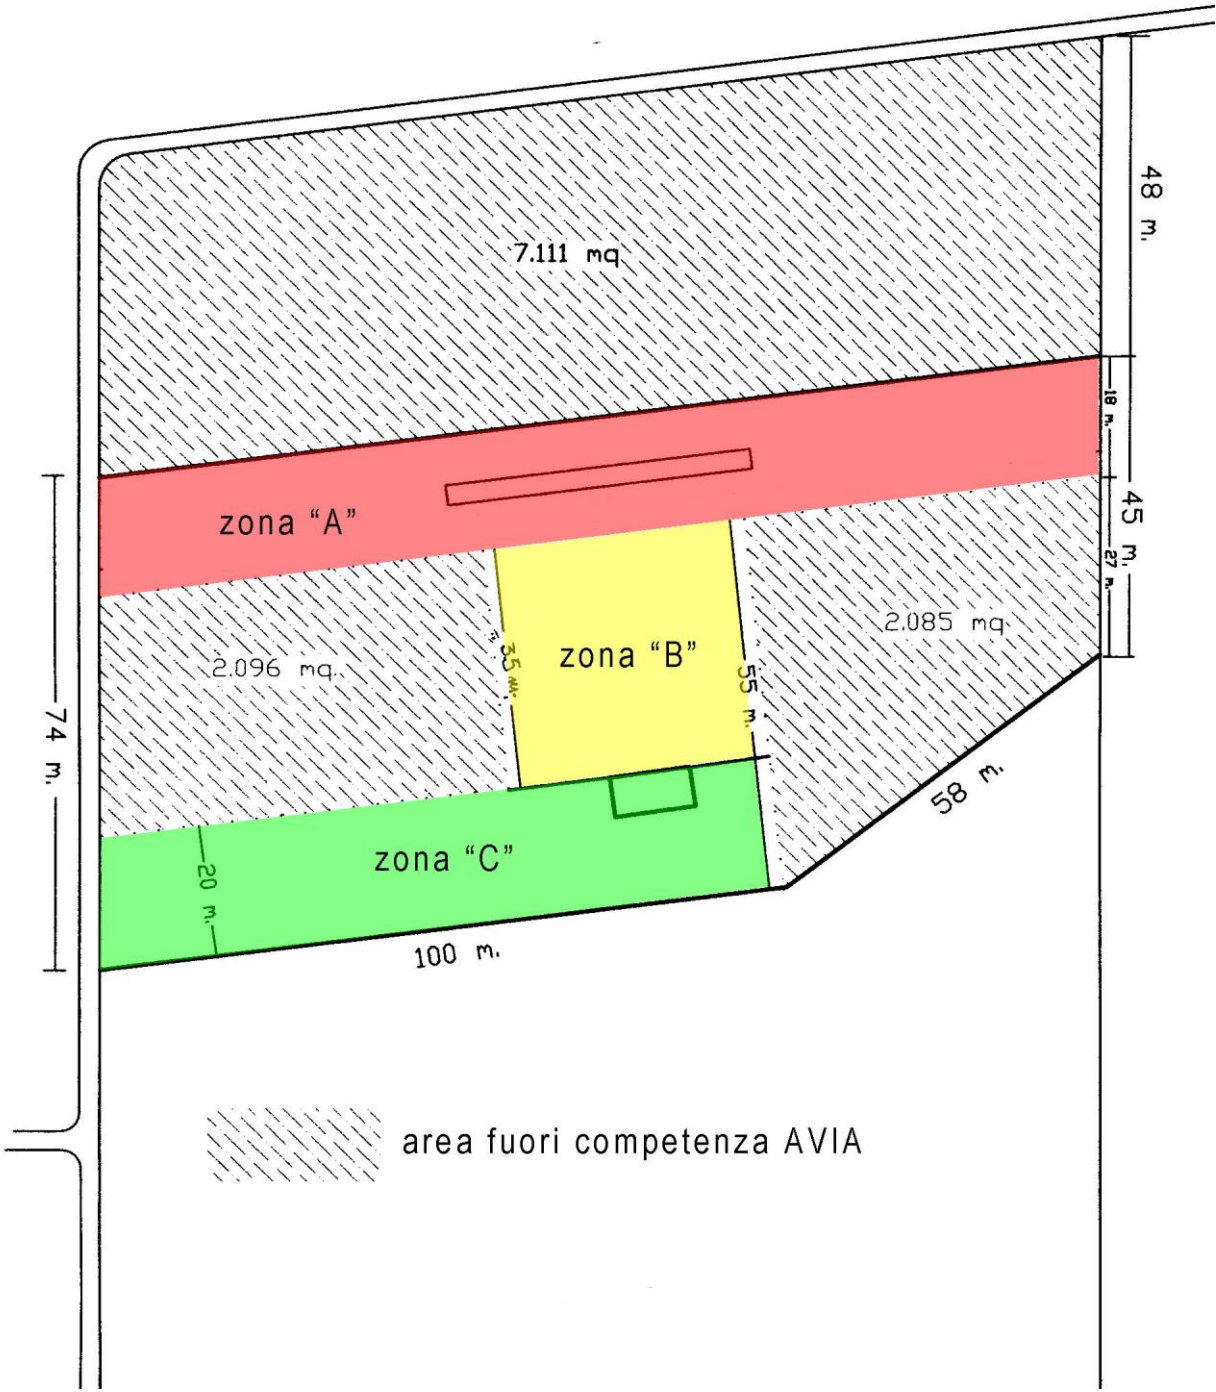 48 m.
7.111 mq
18 m.
zona “A”
45 m.
27 m.
2.085 mq
= 35 m.
zona “B”
2.096 mq.
55 m.
74 m.
58 m.
zona “C”
20 m.
100 m.
area fuori competenza AVIA